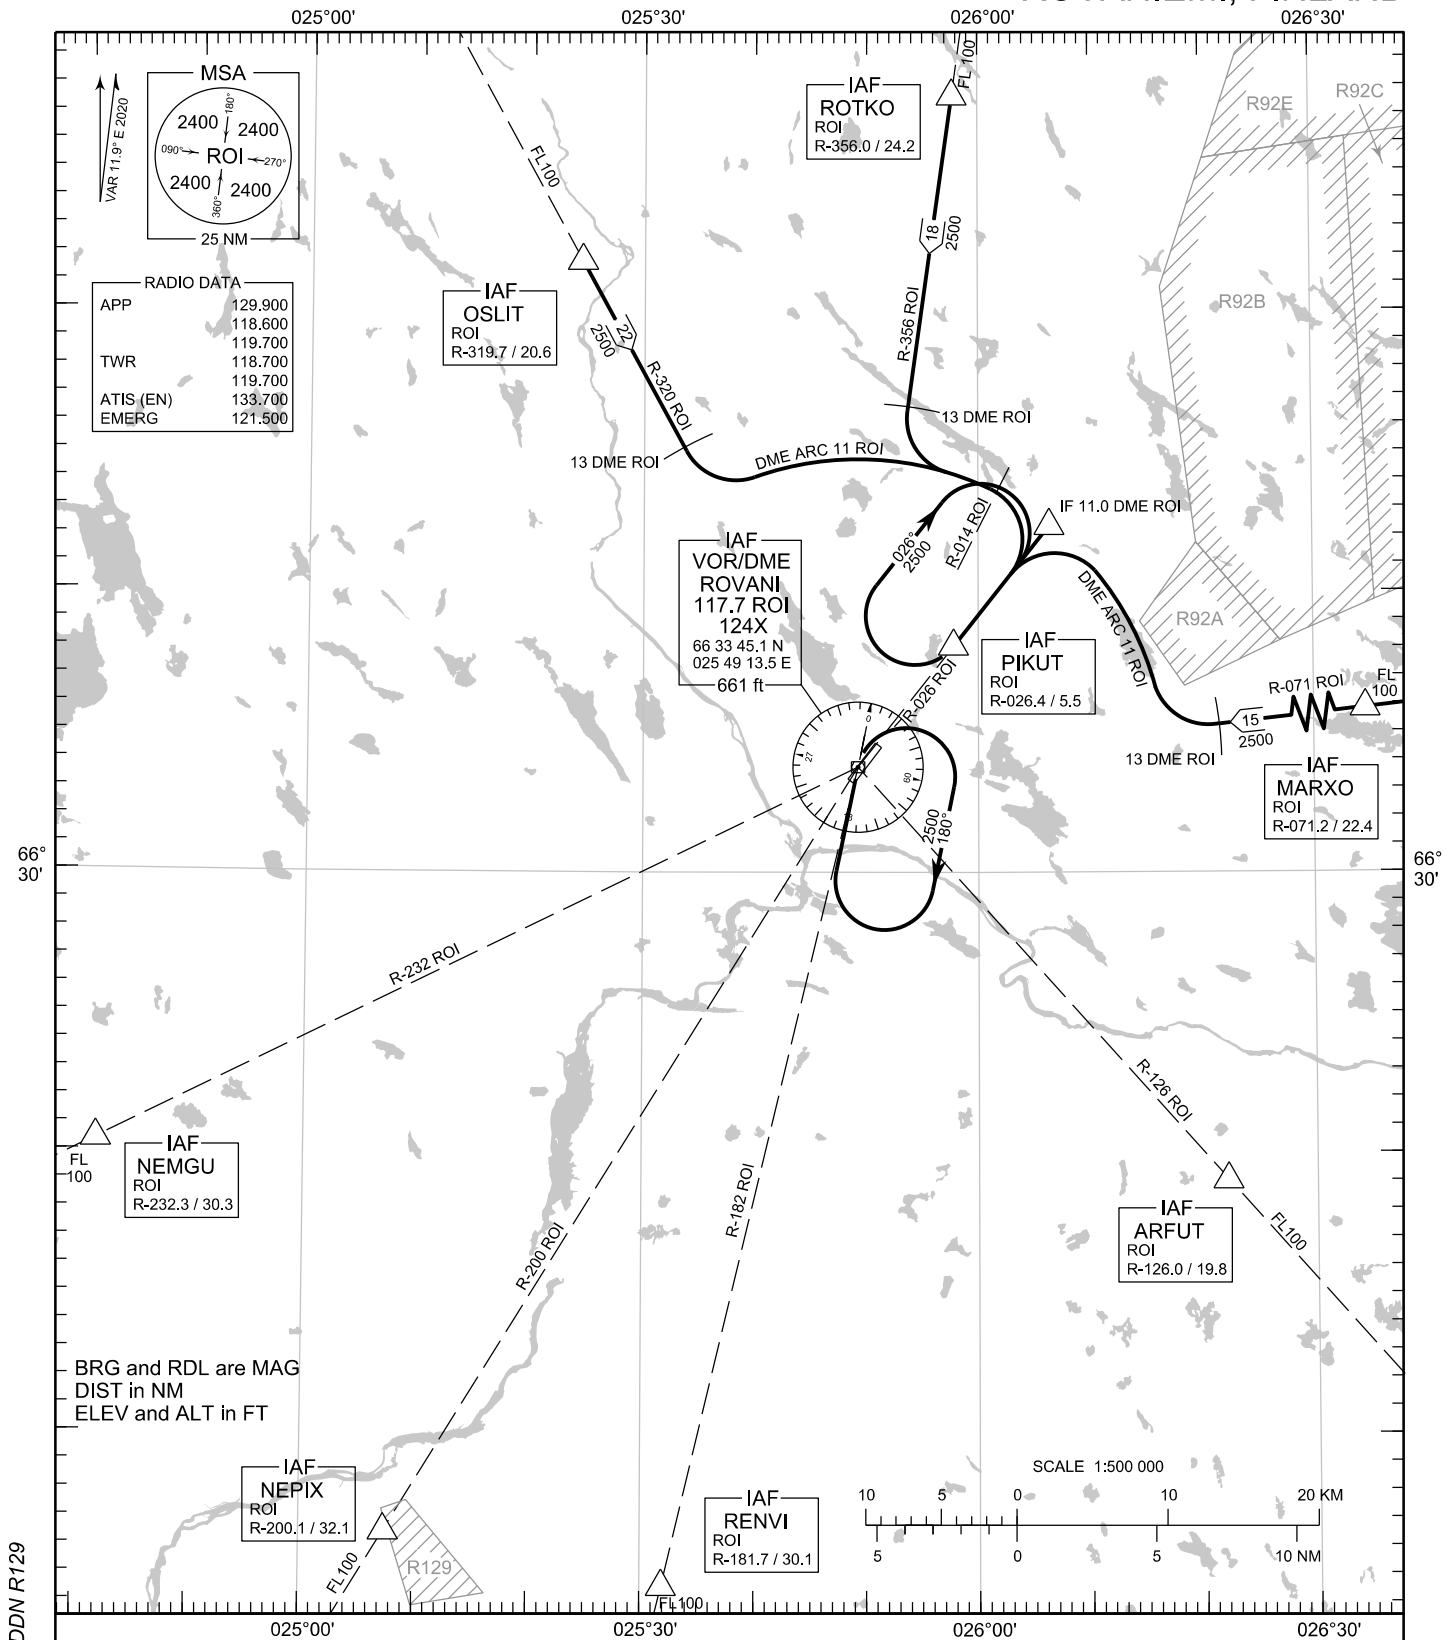 025°00'
025°30'
026°00'
026°30'
MSA
2400
2400
2400
2400
180°
090°
270°
360°
ROI
25 NM
VAR 11.9° E 2020
RADIO DATA
APP 129.900
118.600
119.700
TWR 118.700
119.700
ATIS (EN) 133.700
EMERG 121.500
FL100
IAF
OSLIT
ROI
R-319.7 / 20.6
22
2500
R-320 ROI
13 DME ROI
DME ARC 11 ROI
IAF
ROTKO
ROI
R-356.0 / 24.2
FL 100
18
2500
R-356 ROI
13 DME ROI
R92E
R92C
R92B
R92A
IF 11.0 DME ROI
R-014 ROI
026°
2500
IAF
VOR/DME
ROVANI
117.7 ROI
124X
66 33 45.1 N
025 49 13.5 E
661 ft
IAF
PIKUT
ROI
R-026.4 / 5.5
R-026 ROI
DME ARC 11 ROI
R-071 ROI
FL
100
15
2500
13 DME ROI
IAF
MARXO
ROI
R-071.2 / 22.4
0
27
60
18
2500
180°
66°
30'
66°
30'
R-232 ROI
FL
100
IAF
NEMGU
ROI
R-232.3 / 30.3
R-200 ROI
R-182 ROI
R-126 ROI
IAF
ARFUT
ROI
R-126.0 / 19.8
FL100
BRG and RDL are MAG
DIST in NM
ELEV and ALT in FT
IAF
NEPIX
ROI
R-200.1 / 32.1
FL100
R129
IAF
RENVI
ROI
R-181.7 / 30.1
FL100
SCALE 1:500 000
10 5 0 10 20 KM
5 0 5 10 NM
DDN R129
025°00'
025°30'
026°00'
026°30'